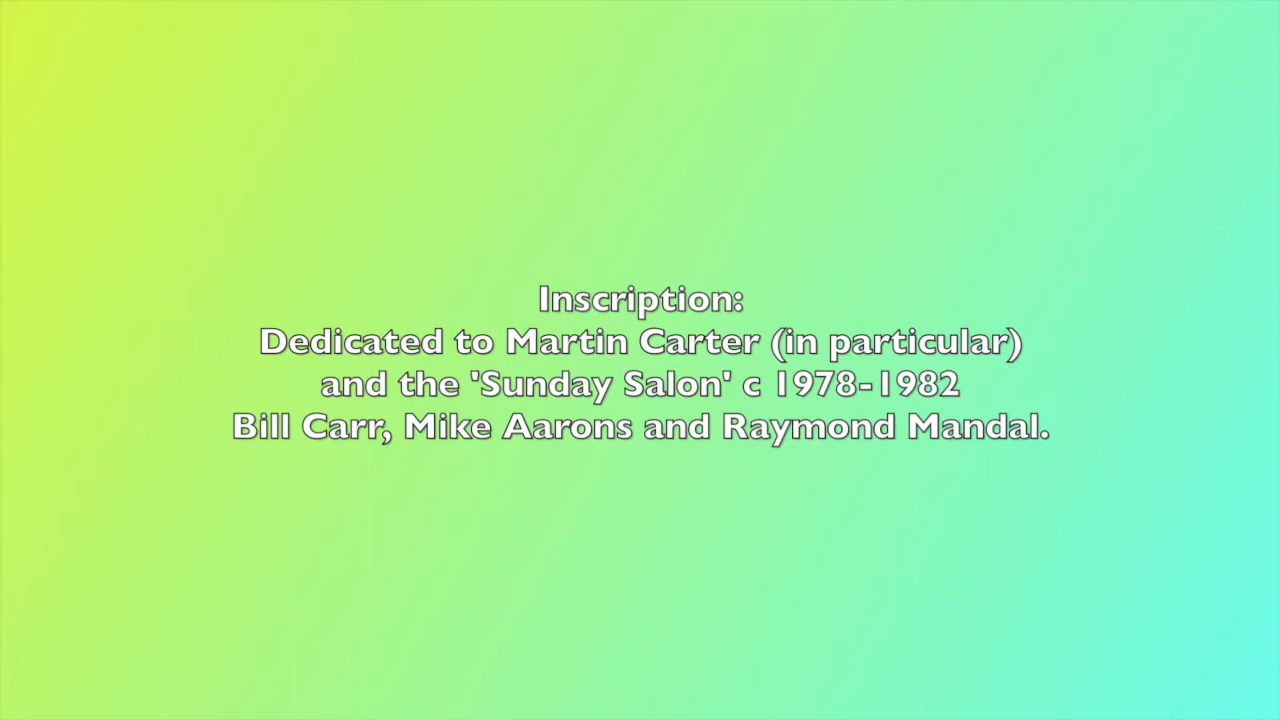 Inscription:
Dedicated to Martin Carter (in particular)
and the 'Sunday Salon' c 1978-1982
Bill Carr, Mike Aarons and Raymond Mandal.